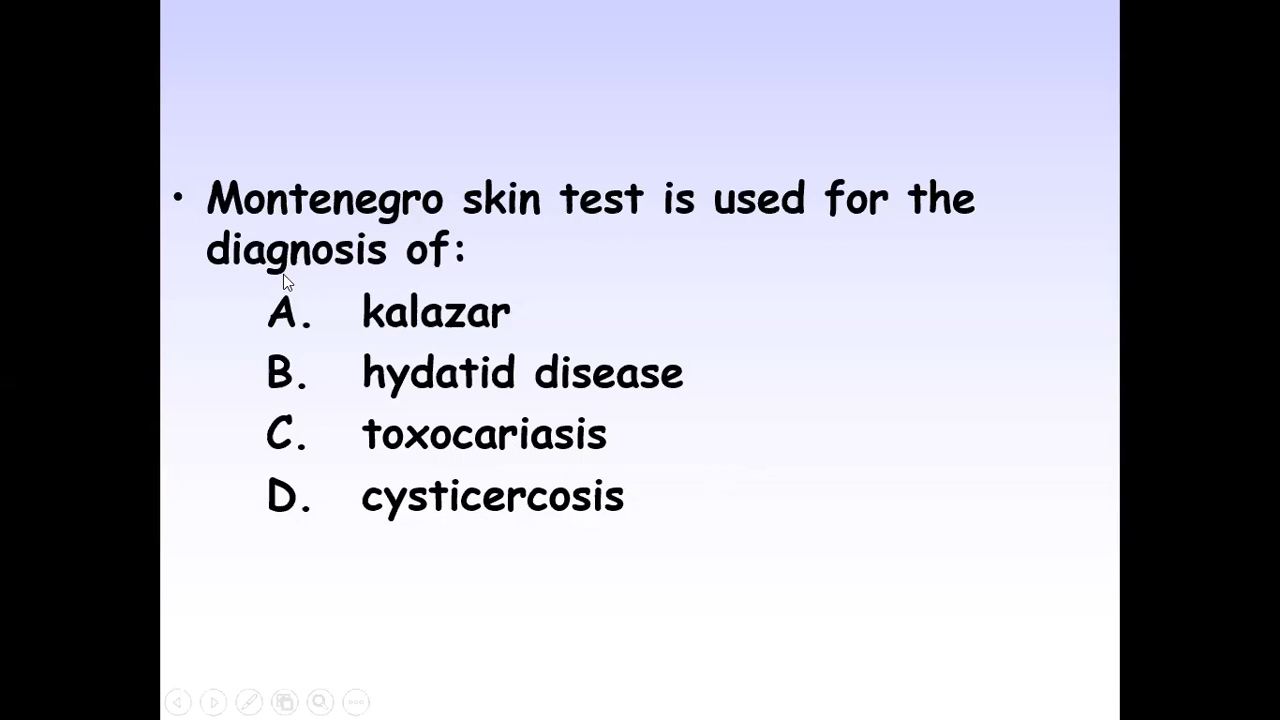 • Montenegro skin test is used for the
diagnosis of:
A. kalazar
B. hydatid disease
C. toxocariasis
D. cysticercosis